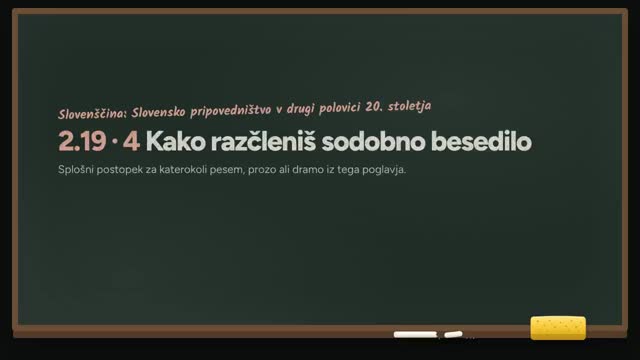 Slovenščina: Slovensko pripovedništvo v drugi polovici 20. stoletja
2.19 · 4 Kako razčleniš sodobno besedilo
Splošni postopek za katerokoli pesem, prozo ali dramo iz tega poglavja.